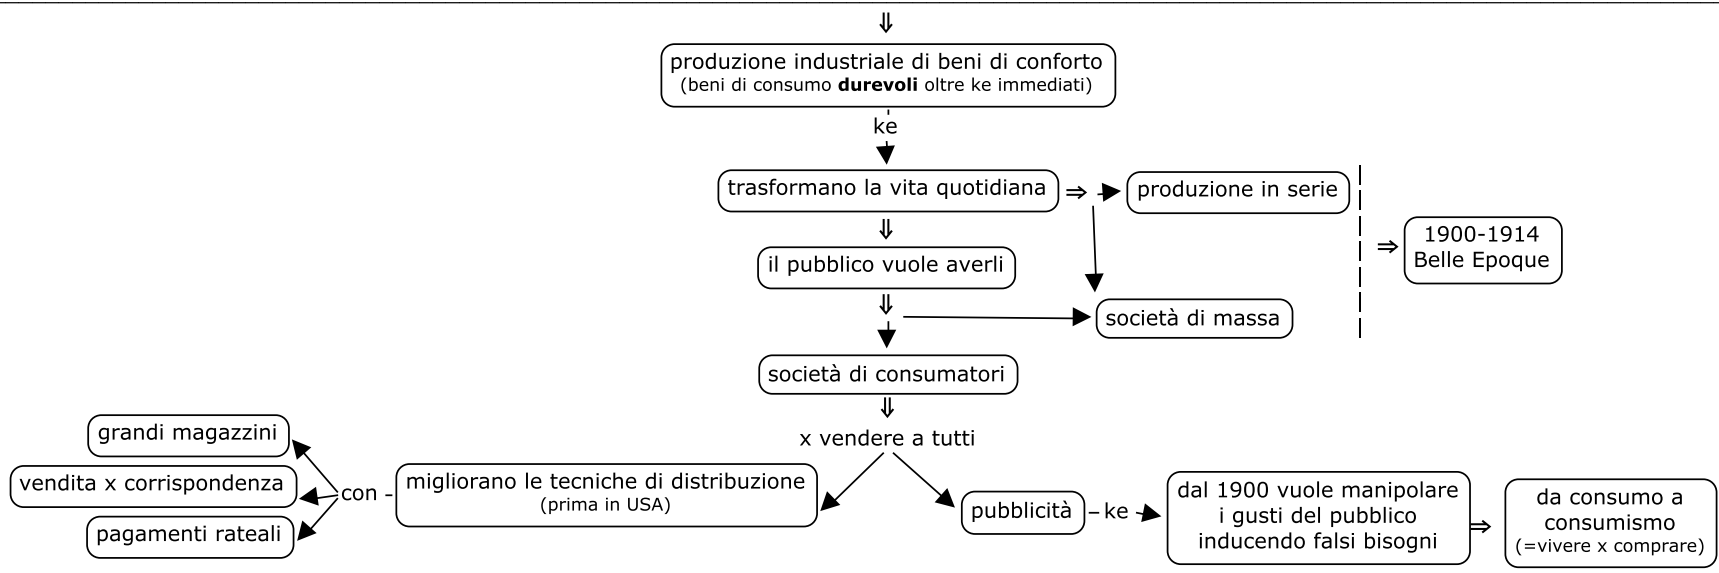 ⇓
produzione industriale di beni di conforto
(beni di consumo durevoli oltre ke immediati)
ke
trasformano la vita quotidiana ⇒ produzione in serie
⇓
1900-1914
⇒ Belle Epoque
il pubblico vuole averli
⇓
società di massa
società di consumatori
⇓
x vendere a tutti
grandi magazzini
vendita x corrispondenza
pagamenti rateali
con
migliorano le tecniche di distribuzione
(prima in USA)
pubblicità
ke
dal 1900 vuole manipolare
i gusti del pubblico
inducendo falsi bisogni
⇒
da consumo a
consumismo
(=vivere x comprare)